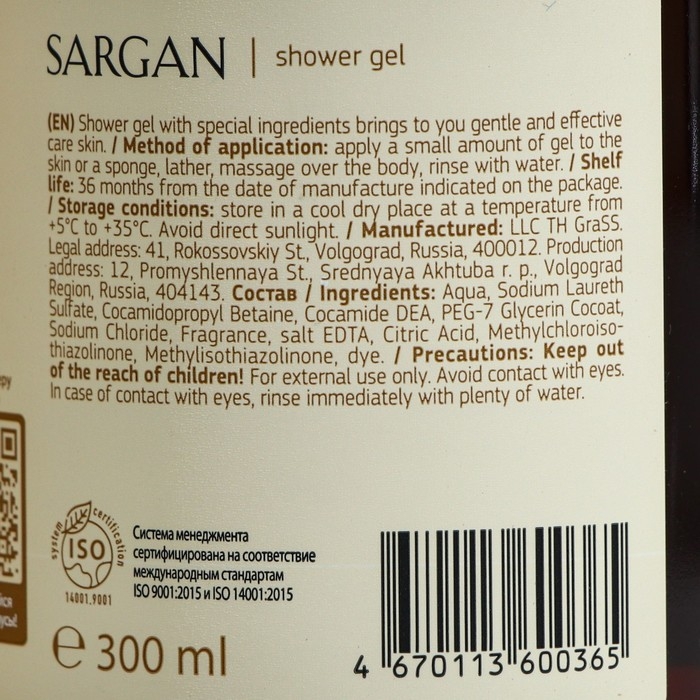 SARGAN | shower gel
(EN) Shower gel with special ingredients brings to you gentle and effective
care skin. / Method of application: apply a small amount of gel to the
skin or a sponge, lather, massage over the body, rinse with water. / Shelf
life: 36 months from the date of manufacture indicated on the package.
/ Storage conditions: store in a cool dry place at a temperature from
+5°C to +35°C. Avoid direct sunlight. / Manufactured: LLC TH GraSS.
Legal address: 41, Rokossovskiy St., Volgograd, Russia, 400012. Production
address: 12, Promyshlennaya St., Srednyaya Akhtuba r. p., Volgograd
Region, Russia, 404143. Состав / Ingredients: Aqua, Sodium Laureth
Sulfate, Cocamidopropyl Betaine, Cocamide DEA, PEG-7 Glycerin Cocoat,
Sodium Chloride, Fragrance, salt EDTA, Citric Acid, Methylchloroiso-
thiazolinone, Methylisothiazolinone, dye. / Precautions: Keep out
of the reach of children! For external use only. Avoid contact with eyes.
In case of contact with eyes, rinse immediately with plenty of water.
system certification
ISO
14001.9001
Система менеджмента
сертифицирована на соответствие
международным стандартам
ISO 9001:2015 и ISO 14001:2015
℮ 300 ml
4 670113 600365